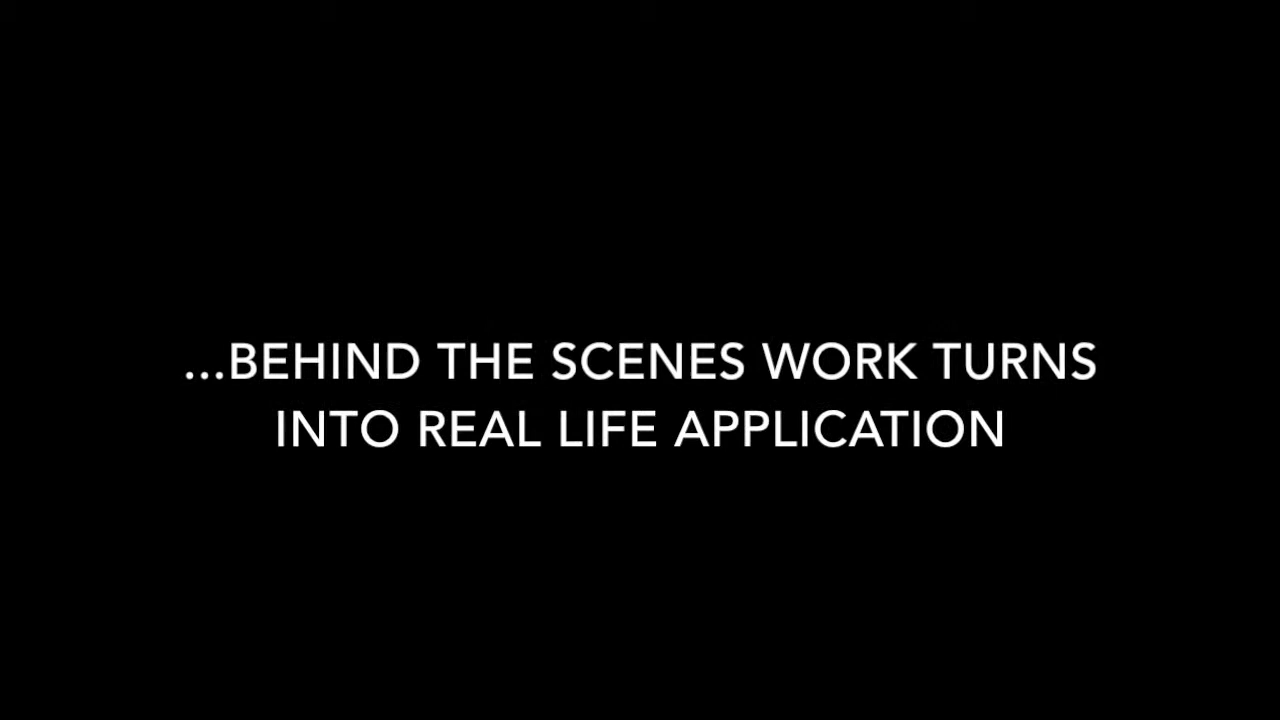 ...BEHIND THE SCENES WORK TURNS
INTO REAL LIFE APPLICATION